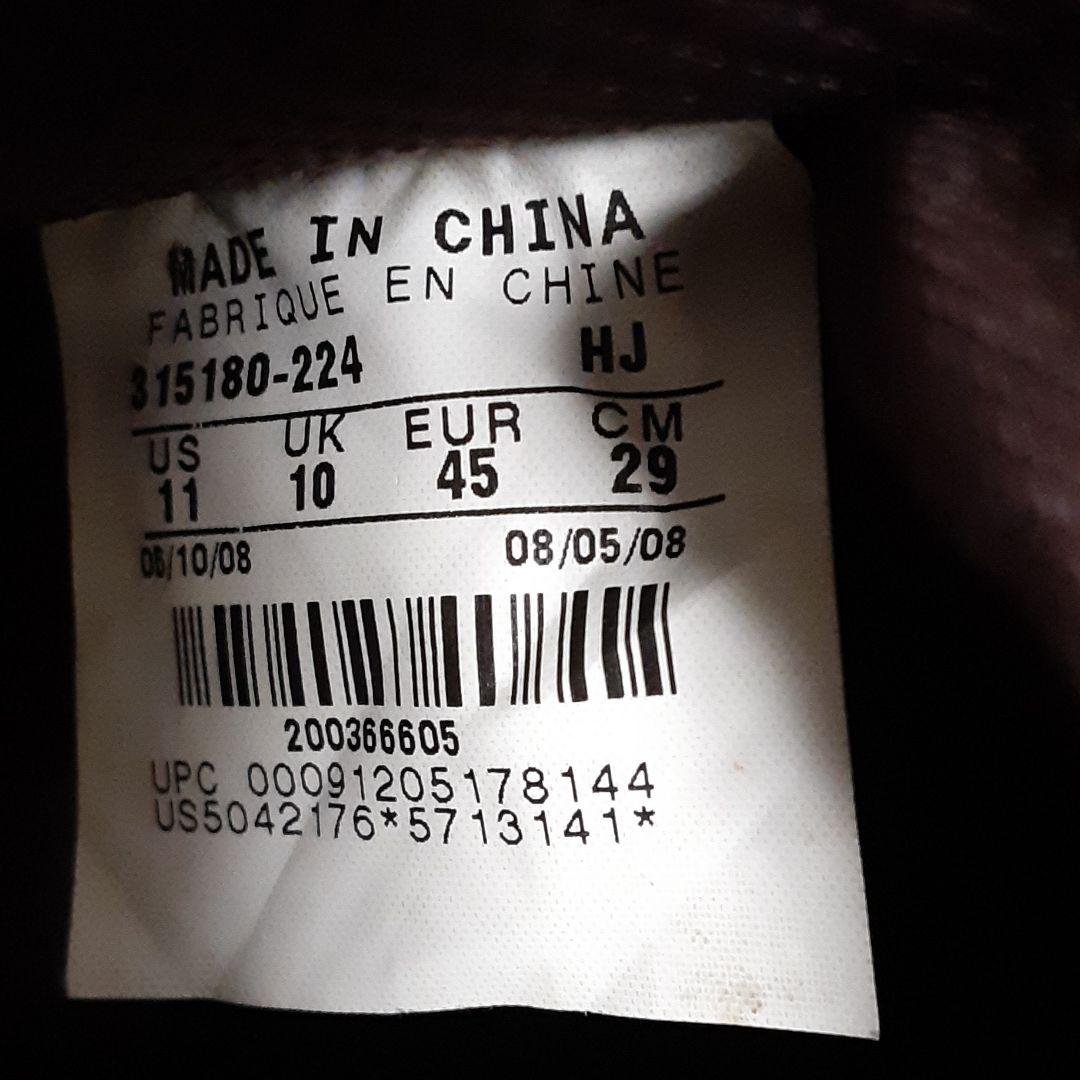 MADE IN CHINA
FABRIQUE EN CHINE
315180-224 HJ
US UK EUR CM
11 10 45 29
06/10/08 08/05/08
200366605
UPC 00091205178144
US5042176*5713141*